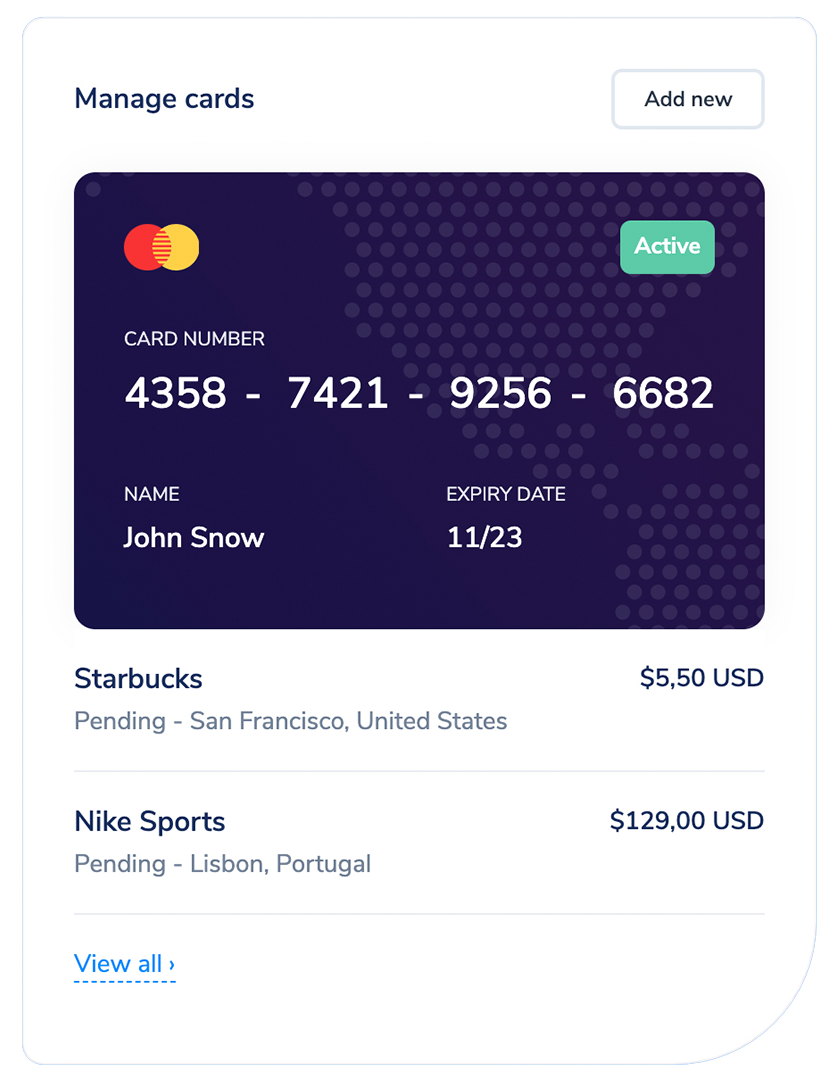 Manage cards
Add new
Active
CARD NUMBER
4358 - 7421 - 9256 - 6682
NAME
EXPIRY DATE
John Snow
11/23
Starbucks
$5,50 USD
Pending - San Francisco, United States
Nike Sports
$129,00 USD
Pending - Lisbon, Portugal
View all ›